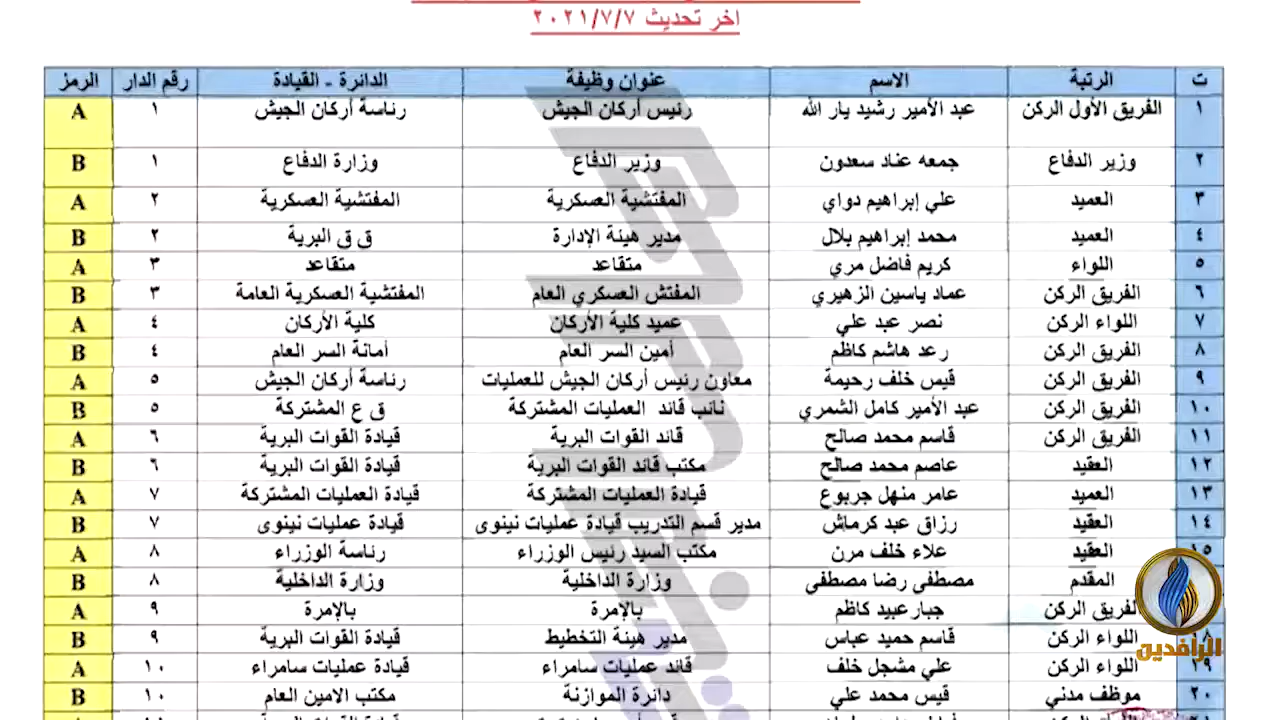 اخر تحديث ٢٠٢١/٧/٧
ت الرتبة الاسم عنوان وظيفة الدائرة - القيادة رقم الدار الرمز
١ الفريق الأول الركن عبد الأمير رشيد يار الله رئيس أركان الجيش رئاسة أركان الجيش ١ A
٢ وزير الدفاع جمعه عناد سعدون وزير الدفاع وزارة الدفاع ١ B
٣ العميد علي إبراهيم دواي المفتشية العسكرية المفتشية العسكرية ٢ A
٤ العميد محمد إبراهيم بلال مدير هيئة الإدارة ق ق البرية ٢ B
٥ اللواء كريم فاضل مري متقاعد متقاعد ٣ A
٦ الفريق الركن عماد ياسين الزهيري المفتش العسكري العام المفتشية العسكرية العامة ٣ B
٧ اللواء الركن نصر عبد علي عميد كلية الأركان كلية الأركان ٤ A
٨ الفريق الركن رعد هاشم كاظم أمين السر العام أمانة السر العام ٤ B
٩ الفريق الركن قيس خلف رحيمة معاون رئيس أركان الجيش للعمليات رئاسة أركان الجيش ٥ A
١٠ الفريق الركن عبد الأمير كامل الشمري نائب قائد العمليات المشتركة ق ع المشتركة ٥ B
١١ الفريق الركن قاسم محمد صالح قائد القوات البرية قيادة القوات البرية ٦ A
١٢ العقيد عاصم محمد صالح مكتب قائد القوات البرية قيادة القوات البرية ٦ B
١٣ العميد عامر منهل جربوع قيادة العمليات المشتركة قيادة العمليات المشتركة ٧ A
١٤ العقيد رزاق عبد كرماش مدير قسم التدريب قيادة عمليات نينوى قيادة عمليات نينوى ٧ B
١٥ العقيد علاء خلف مرن مكتب السيد رئيس الوزراء رئاسة الوزراء ٨ A
المقدم مصطفى رضا مصطفى وزارة الداخلية وزارة الداخلية ٨ B
الفريق الركن جبار عبيد كاظم بالإمرة بالإمرة ٩ A
١٨ اللواء الركن قاسم حميد عباس مدير هيئة التخطيط قيادة القوات البرية ٩ B
١٩ اللواء الركن علي مشجل خلف قائد عمليات سامراء قيادة عمليات سامراء ١٠ A
٢٠ موظف مدني قيس محمد علي دائرة الموازنة مكتب الامين العام ١٠ B
الرافدين